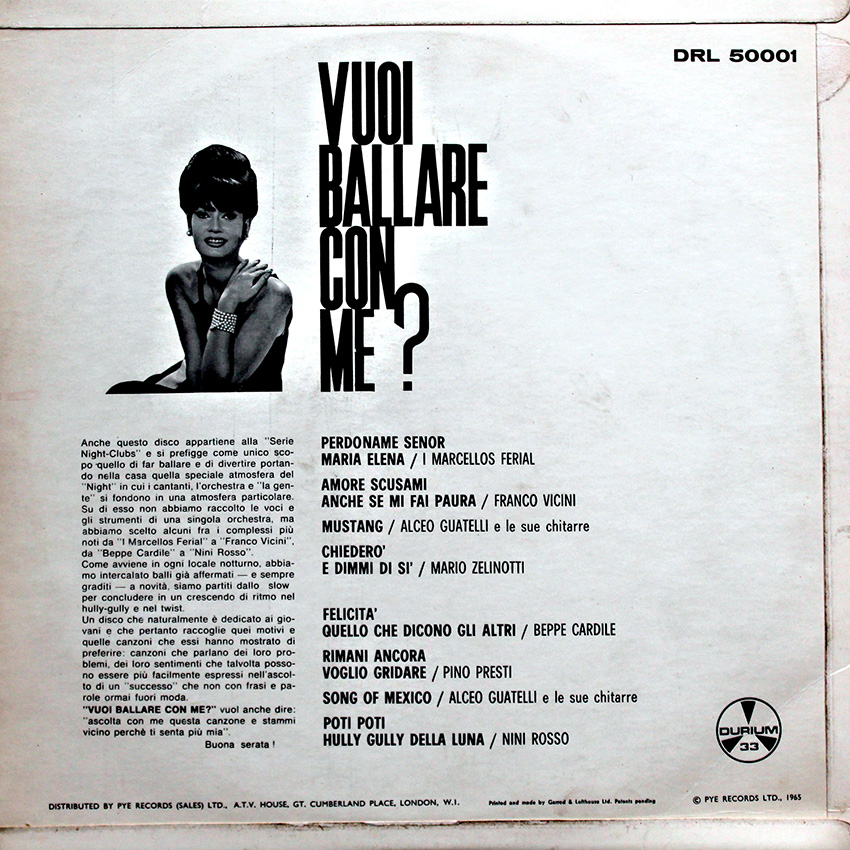 DRL 50001
VUOI
BALLARE
CON
ME?
Anche questo disco appartiene alla "Serie
Night-Clubs" e si prefigge come unico sco-
po quello di far ballare e di divertire portan-
do nella casa quella speciale atmosfera del
"Night" in cui i cantanti, l'orchestra e "la gen-
te" si fondono in una atmosfera particolare.
Su di esso non abbiamo raccolto le voci e
gli strumenti di una singola orchestra, ma
abbiamo scelto alcuni fra i complessi più
noti da "I Marcellos Ferial" a "Franco Vicini",
da "Beppe Cardile" a "Nini Rosso".
Come avviene in ogni locale notturno, abbia-
mo intercalato balli già affermati — e sempre
graditi — a novità, siamo partiti dallo slow
per concludere in un crescendo di ritmo nel
hully-gully e nel twist.
Un disco che naturalmente è dedicato ai gio-
vani e che pertanto raccoglie quei motivi e
quelle canzoni che essi hanno mostrato di
preferire: canzoni che parlano dei loro pro-
blemi, dei loro sentimenti che talvolta posso-
no essere più facilmente espressi nell'ascol-
to di un "successo" che non con frasi e pa-
role ormai fuori moda.
"VUOI BALLARE CON ME?" vuol anche dire:
"ascolta con me questa canzone e stammi
vicino perchè ti senta più mia".
Buona serata!
PERDONAME SENOR
MARIA ELENA / I MARCELLOS FERIAL
AMORE SCUSAMI
ANCHE SE MI FAI PAURA / FRANCO VICINI
MUSTANG / ALCEO GUATELLI e le sue chitarre
CHIEDERO'
E DIMMI DI SI' / MARIO ZELINOTTI
FELICITA'
QUELLO CHE DICONO GLI ALTRI / BEPPE CARDILE
RIMANI ANCORA
VOGLIO GRIDARE / PINO PRESTI
SONG OF MEXICO / ALCEO GUATELLI e le sue chitarre
POTI POTI
HULLY GULLY DELLA LUNA / NINI ROSSO
DURIUM
33
DISTRIBUTED BY PYE RECORDS (SALES) LTD., A.T.V. HOUSE, GT. CUMBERLAND PLACE, LONDON, W.1.
Printed and made by Garrod & Lofthouse Ltd. Patents pending
© PYE RECORDS LTD., 1965